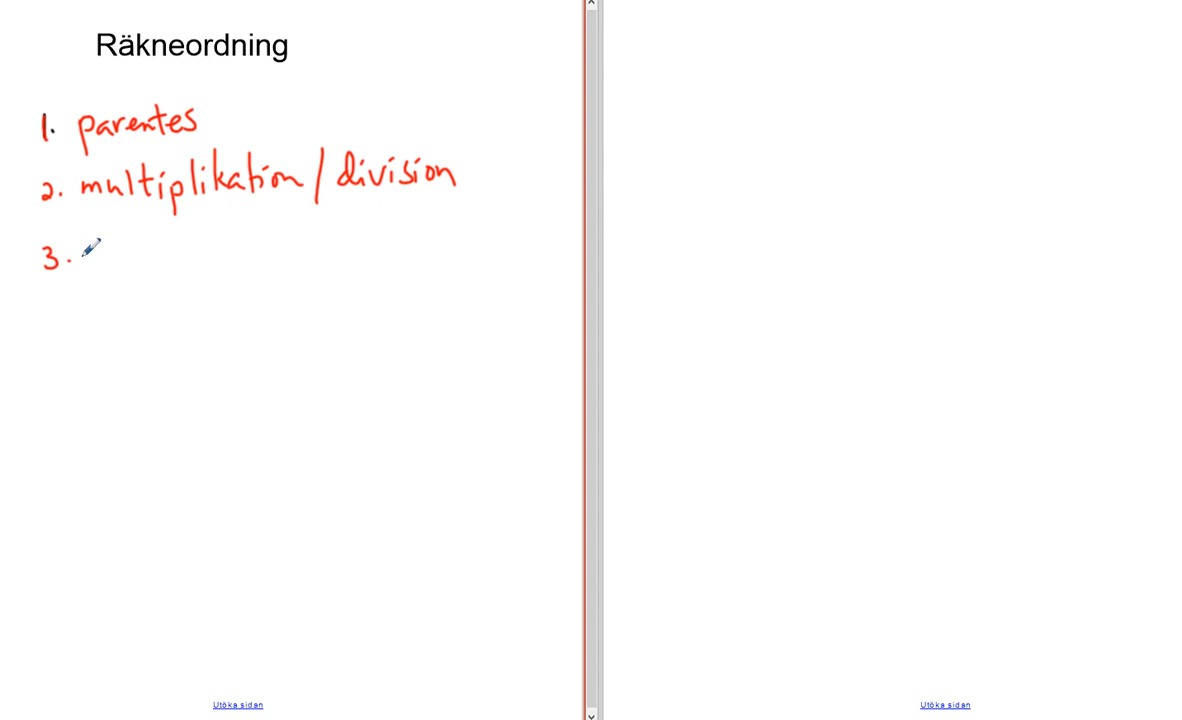 Räkneordning
1. parentes
2. multiplikation / division
3.
Utöka sidan
Utöka sidan